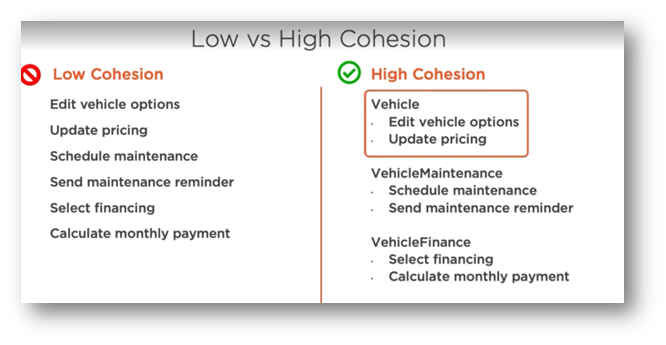 Low vs High Cohesion
Low Cohesion
Edit vehicle options
Update pricing
Schedule maintenance
Send maintenance reminder
Select financing
Calculate monthly payment
High Cohesion
Vehicle
· Edit vehicle options
· Update pricing
VehicleMaintenance
· Schedule maintenance
· Send maintenance reminder
VehicleFinance
· Select financing
· Calculate monthly payment